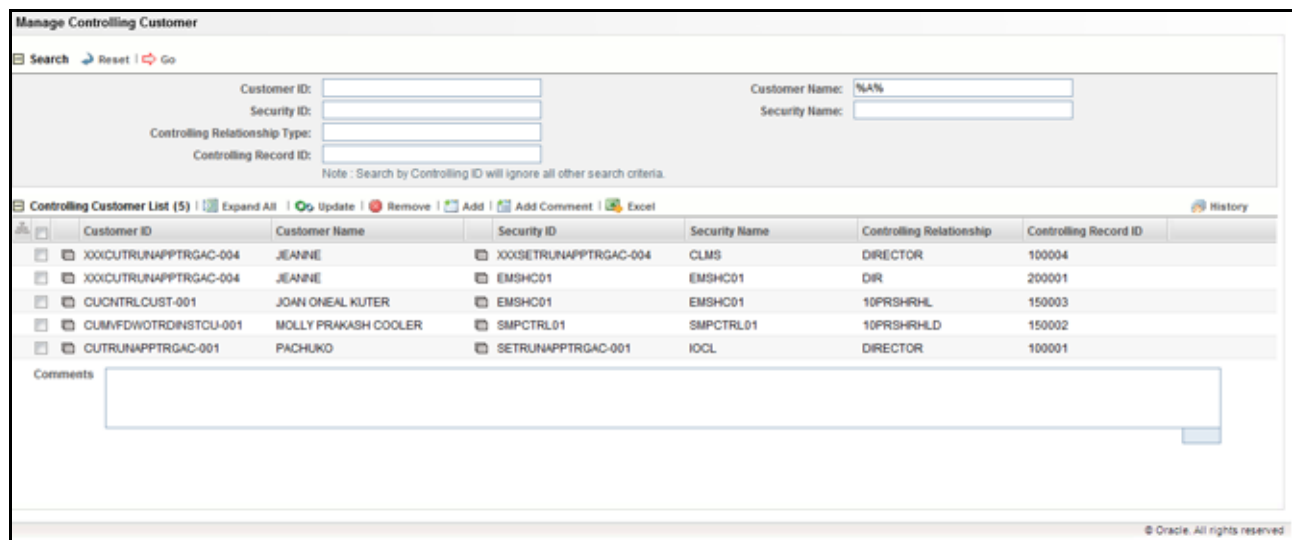 Manage Controlling Customer
Search Reset | Go
Customer ID: Customer Name: %A%
Security ID: Security Name:
Controlling Relationship Type:
Controlling Record ID:
Note : Search by Controlling ID will ignore all other search criteria.
Controlling Customer List (5) | Expand All | Update | Remove | Add | Add Comment | Excel History
Customer ID Customer Name Security ID Security Name Controlling Relationship Controlling Record ID
XXXCUTRUNAPPTRGAC-004 JEANNIE XXXSETRUNAPPTRGAC-004 CLMS DIRECTOR 100004
XXXCUTRUNAPPTRGAC-004 JEANNIE EMSHC01 EMSHC01 DIR 200001
CUCNTRLCUST-001 JOAN ONEAL KUTER EMSHC01 EMSHC01 10PRSHRHL 150003
CUMVFDWOTRDINSTCU-001 MOLLY PRAKASH COOLER SMPCTRL01 SMPCTRL01 10PRSHRHLD 150002
CUTRUNAPPTRGAC-001 PACHUKO SETRUNAPPTRGAC-001 IOCL DIRECTOR 100001
Comments
© Oracle. All rights reserved